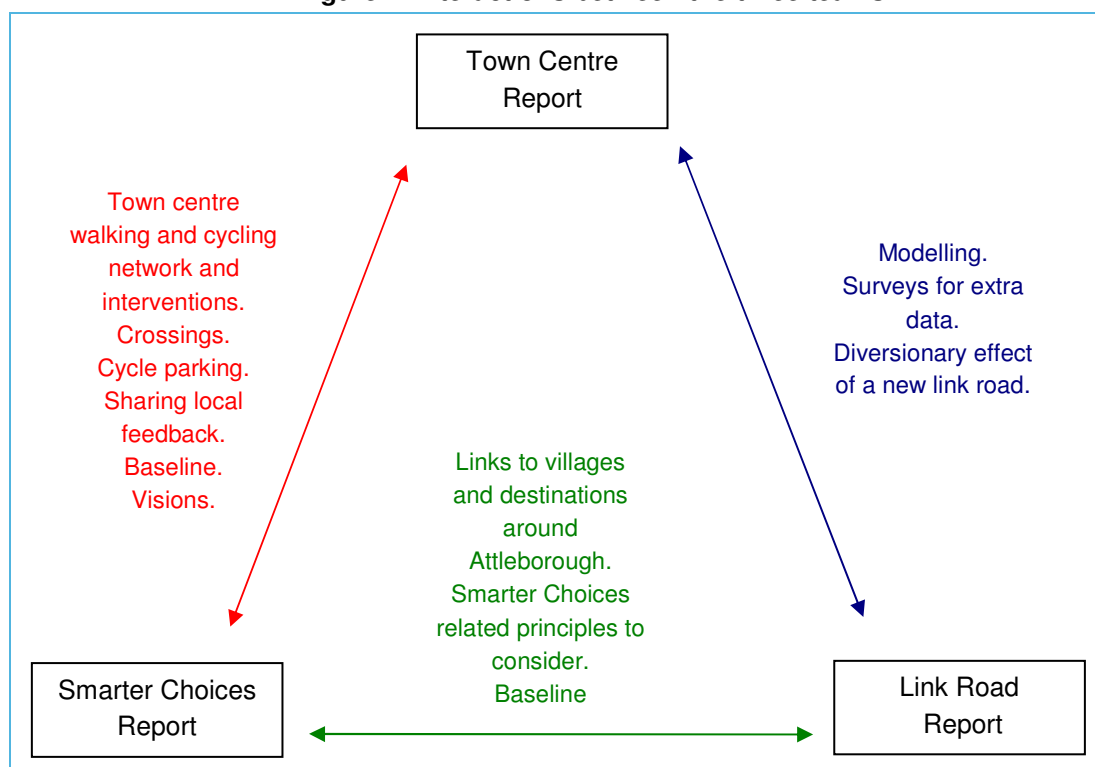 Town Centre
Report
Town centre
walking and cycling
network and
interventions.
Crossings.
Cycle parking.
Sharing local
feedback.
Baseline.
Visions.
Modelling.
Surveys for extra
data.
Diversionary effect
of a new link road.
Links to villages
and destinations
around
Attleborough.
Smarter Choices
related principles to
consider.
Baseline
Smarter Choices
Report
Link Road
Report